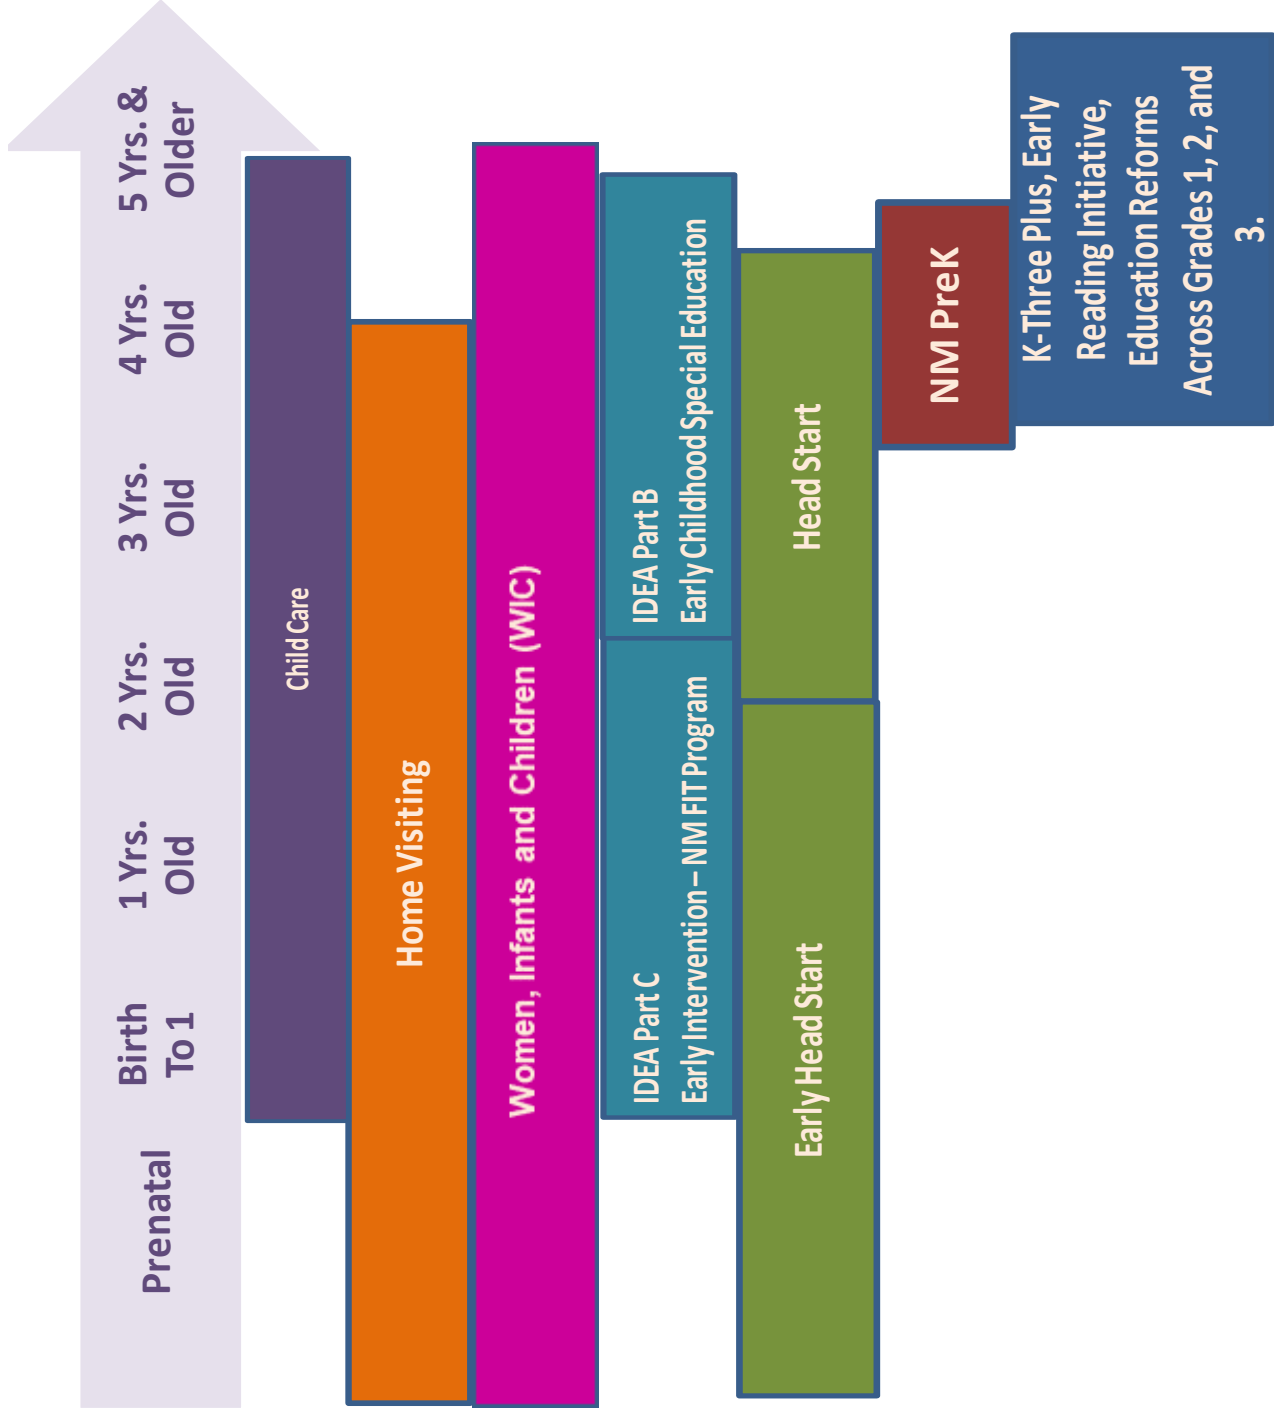 Prenatal
Birth
To 1
1 Yrs.
Old
2 Yrs.
Old
3 Yrs.
Old
4 Yrs.
Old
5 Yrs. &
Older
Child Care
Home Visiting
Women, Infants and Children (WIC)
IDEA Part C
Early Intervention – NM FIT Program
IDEA Part B
Early Childhood Special Education
Early Head Start
Head Start
NM PreK
K-Three Plus, Early
Reading Initiative,
Education Reforms
Across Grades 1, 2, and
3.